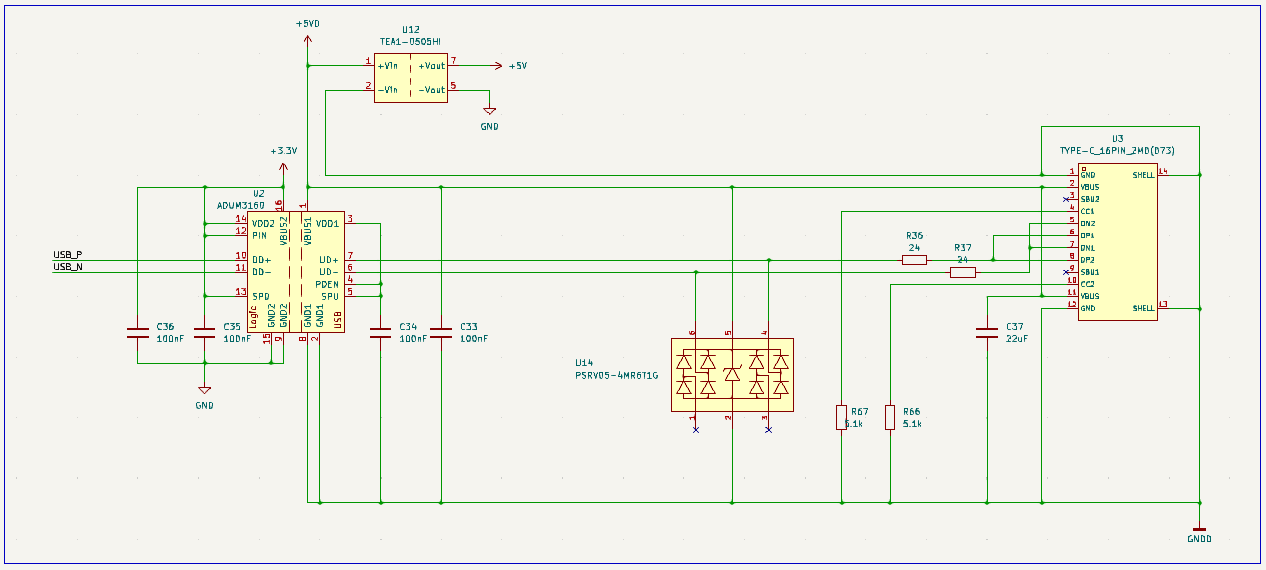 +5VD
U12
TEA1-0505HI
1
+Vin
+Vout
7
+5V
2
-Vin
-Vout
5
GND
U3
TYPE-C_16PIN_2MD(073)
1
GND
SHELL
14
2
VBUS
3
SBU2
4
CC1
5
DN2
6
DP1
7
DN1
8
DP2
9
SBU1
10
CC2
11
VBUS
12
GND
SHELL
13
+3.3V
U2
ADUM3160
16
1
14
VDD2
VBUS2
VBUS1
VDD1
3
12
PIN
USB_P
10
DD+
UD+
7
USB_N
11
DD-
UD-
6
PDEN
4
13
SPD
SPU
5
Logic
GND2
GND2
GND1
GND1
USB
15
9
8
2
R36
24
R37
24
C36
100nF
C35
100nF
C34
100nF
C33
100nF
C37
22uF
GND
6
5
4
U14
PSRV05-4MR6T1G
1
2
3
R67
5.1k
R66
5.1k
GNDD